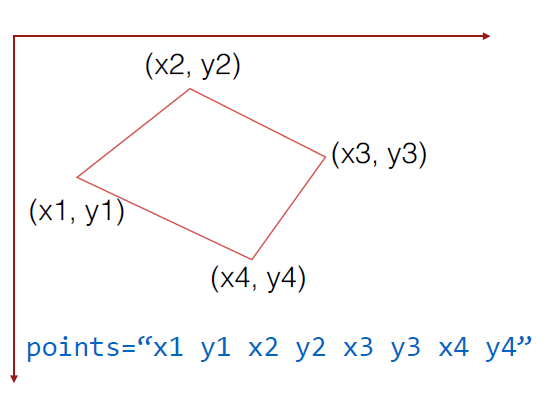 (x2, y2)
(x3, y3)
(x1, y1)
(x4, y4)
points=“x1 y1 x2 y2 x3 y3 x4 y4”